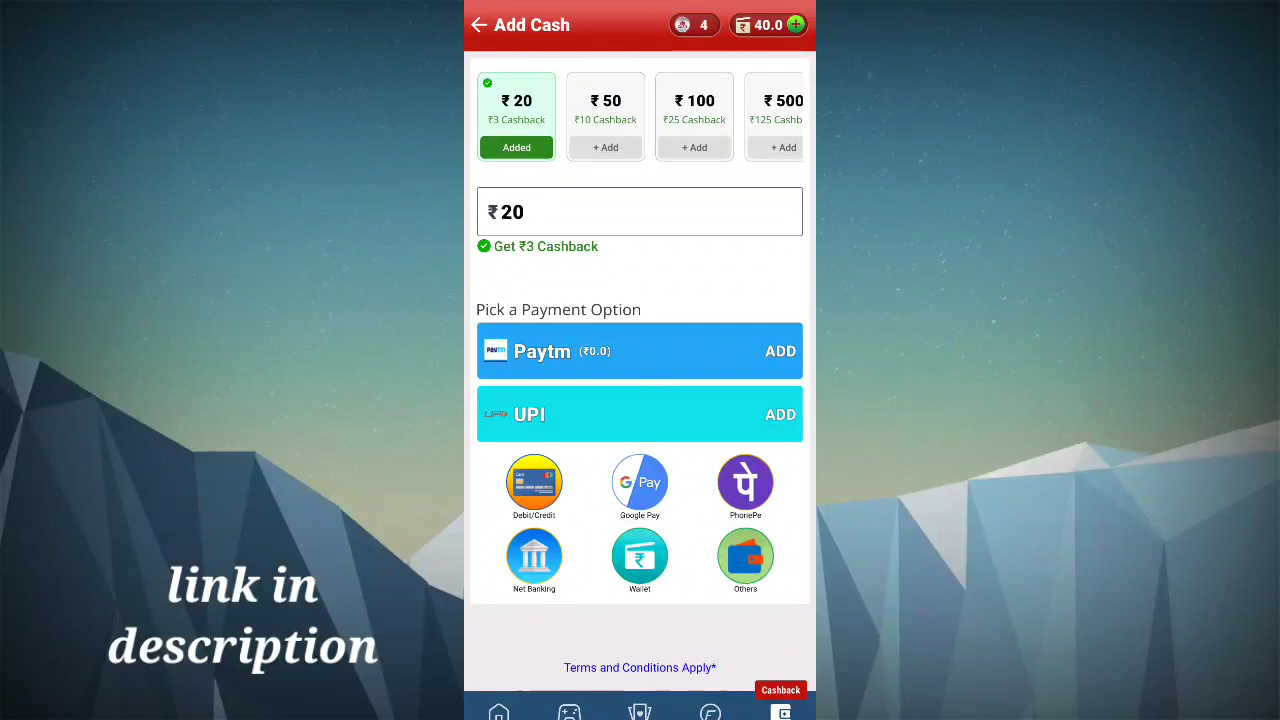 Add Cash
4
40.0
₹ 20
₹3 Cashback
Added
₹ 50
₹10 Cashback
+ Add
₹ 100
₹25 Cashback
+ Add
₹ 500
₹125 Cashb
+ Add
₹ 20
Get ₹3 Cashback
Pick a Payment Option
Paytm (₹0.0) ADD
UPI ADD
Debit/Credit
G Pay
Google Pay
पे
PhonePe
Net Banking
Wallet
Others
link in
description
Terms and Conditions Apply*
Cashback